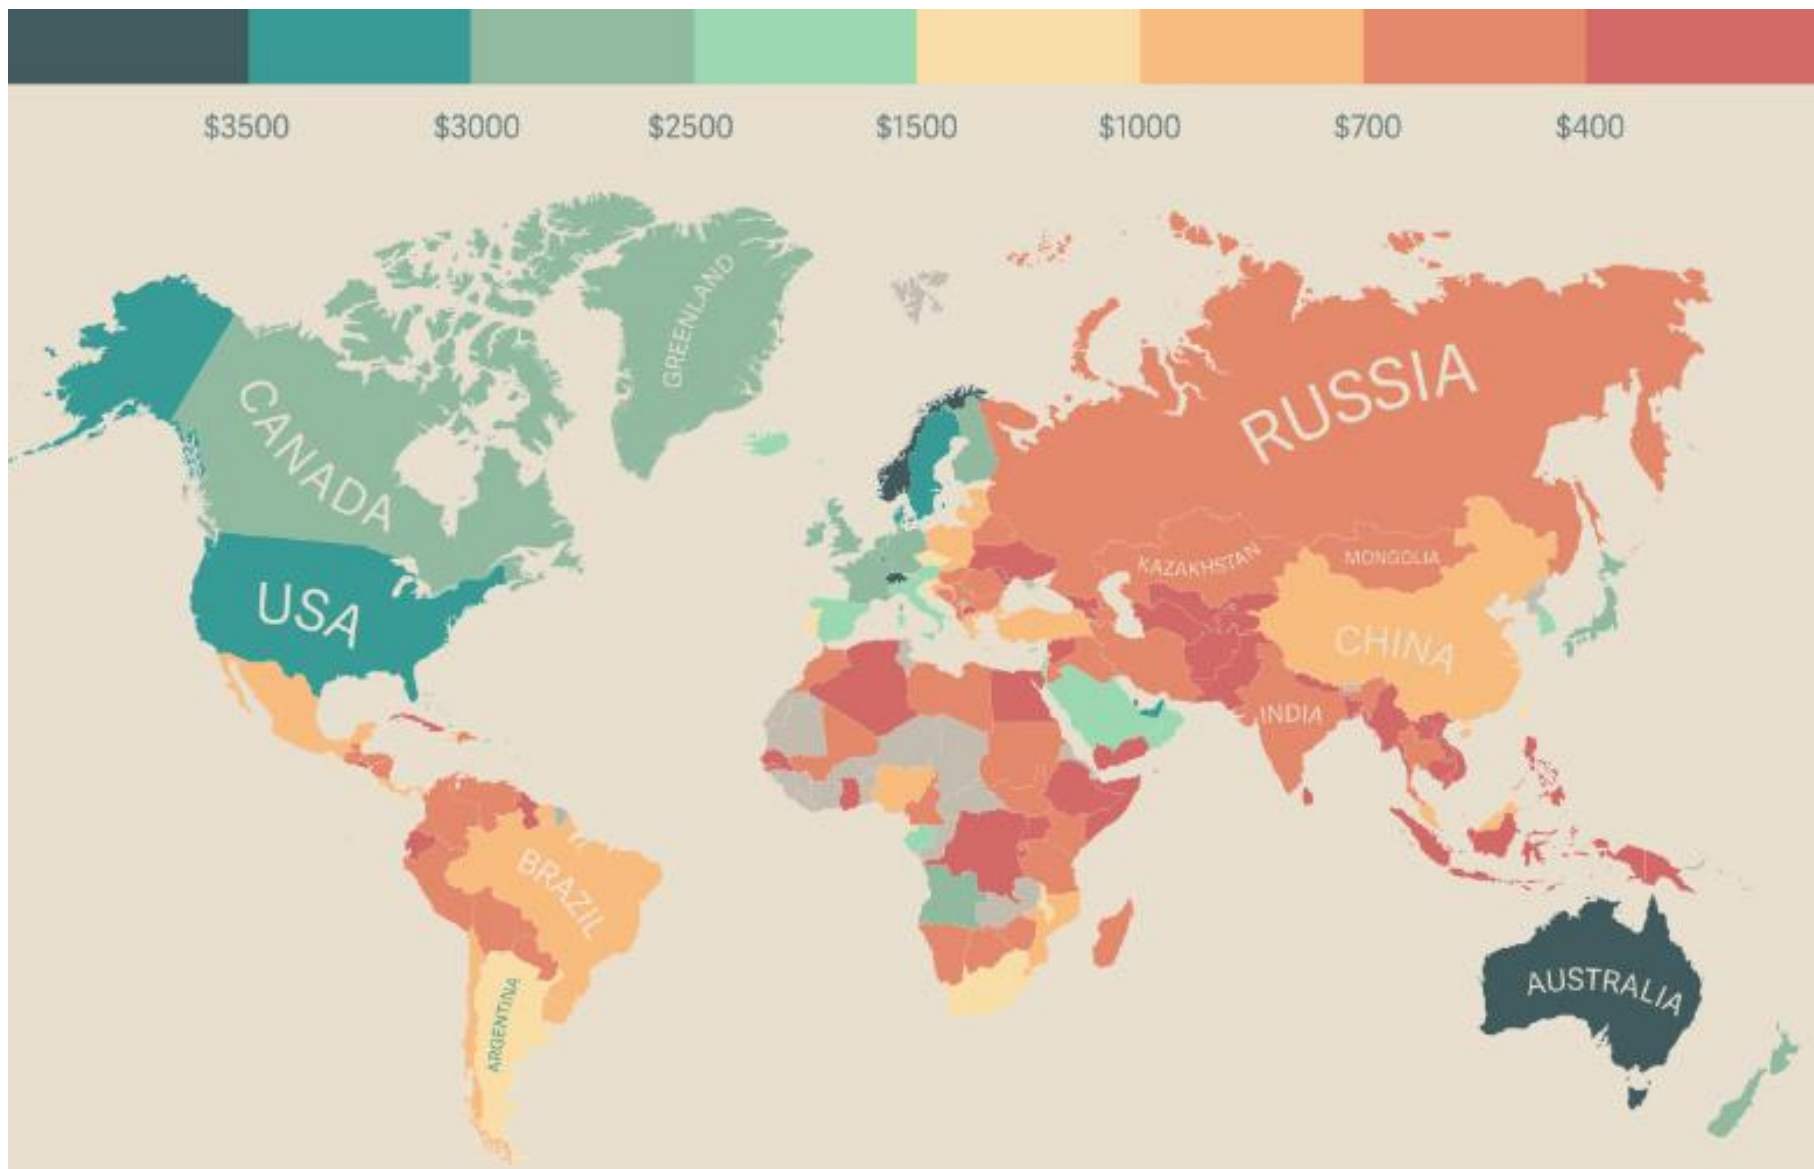 $3500 $3000 $2500 $1500 $1000 $700 $400
GREENLAND
CANADA
RUSSIA
KAZAKHSTAN
MONGOLIA
USA
CHINA
INDIA
BRAZIL
AUSTRALIA
ARGENTINA